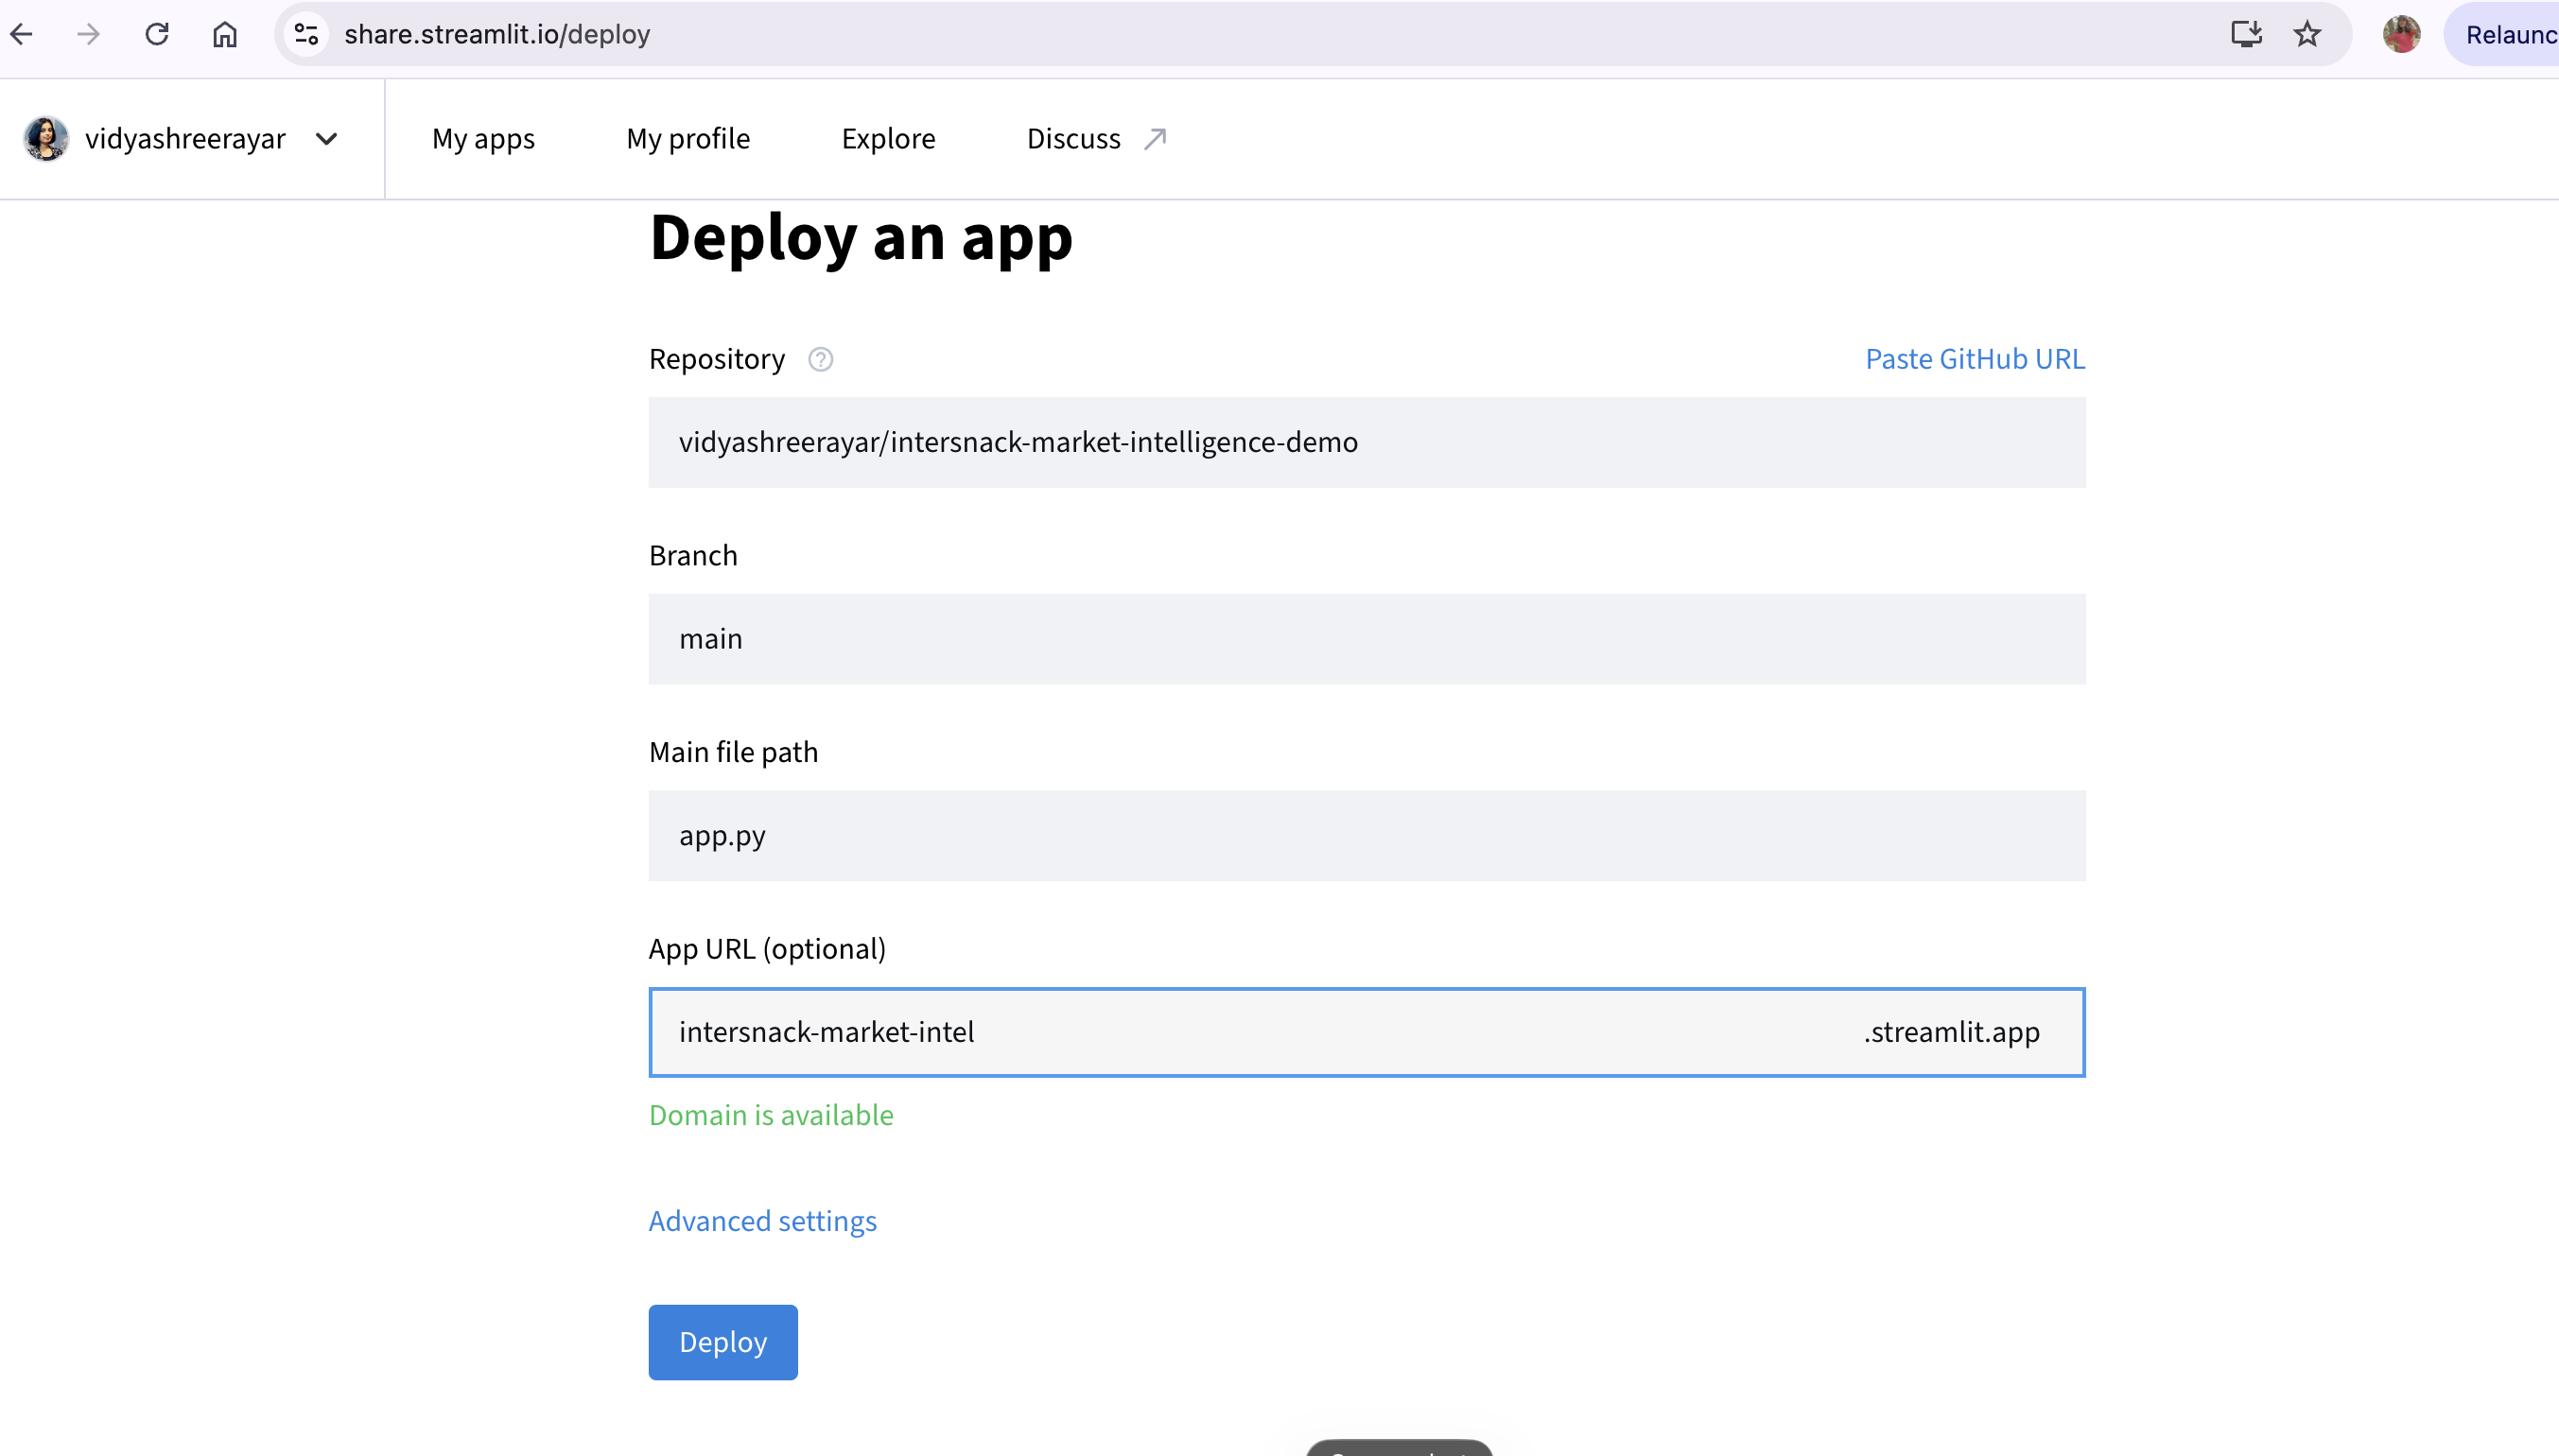 share.streamlit.io/deploy
Relaunc
vidyashreerayar
My apps
My profile
Explore
Discuss
Deploy an app
Repository
Paste GitHub URL
vidyashreerayar/intersnack-market-intelligence-demo
Branch
main
Main file path
app.py
App URL (optional)
intersnack-market-intel .streamlit.app
Domain is available
Advanced settings
Deploy